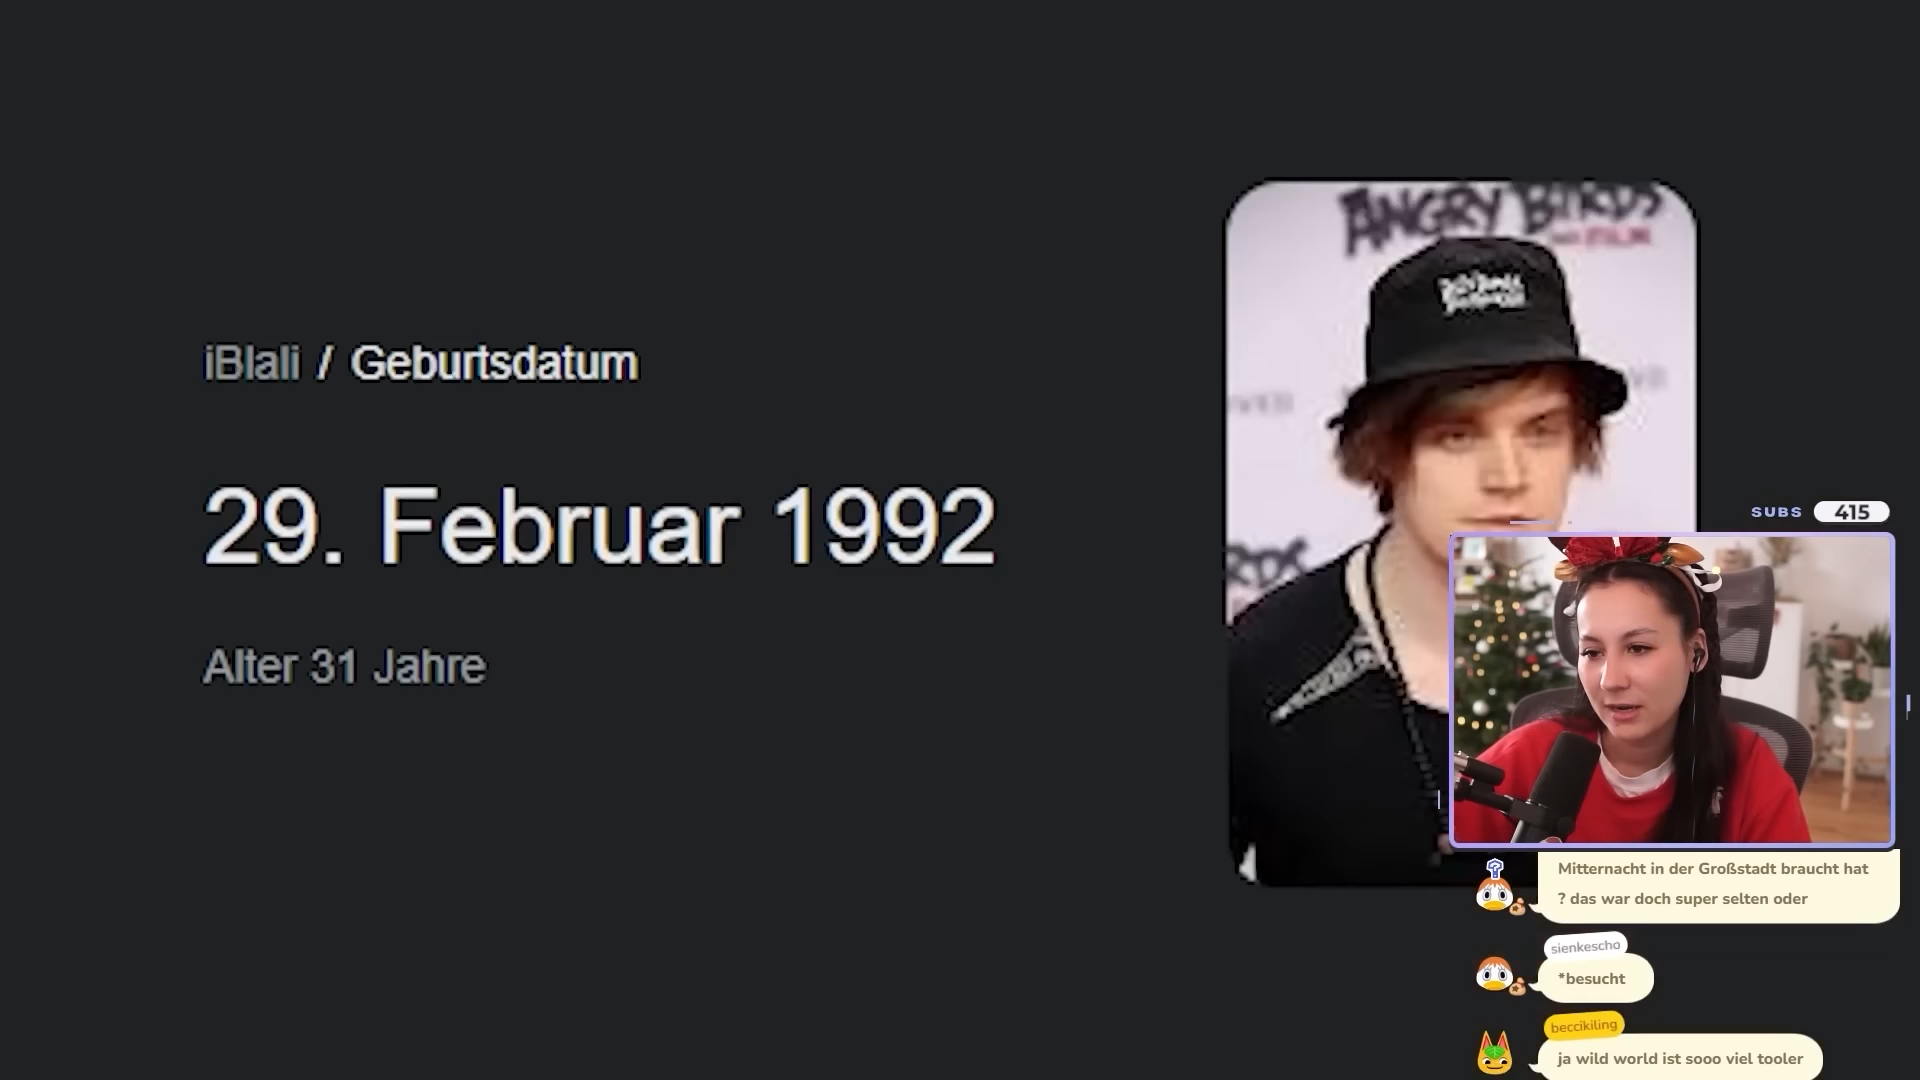 iBlali / Geburtsdatum
29. Februar 1992
Alter 31 Jahre
ANGRY BIRDS
SUBS 415
Mitternacht in der Großstadt braucht hat
? das war doch super selten oder
sienkescho
*besucht
beccikiling
ja wild world ist sooo viel tooler